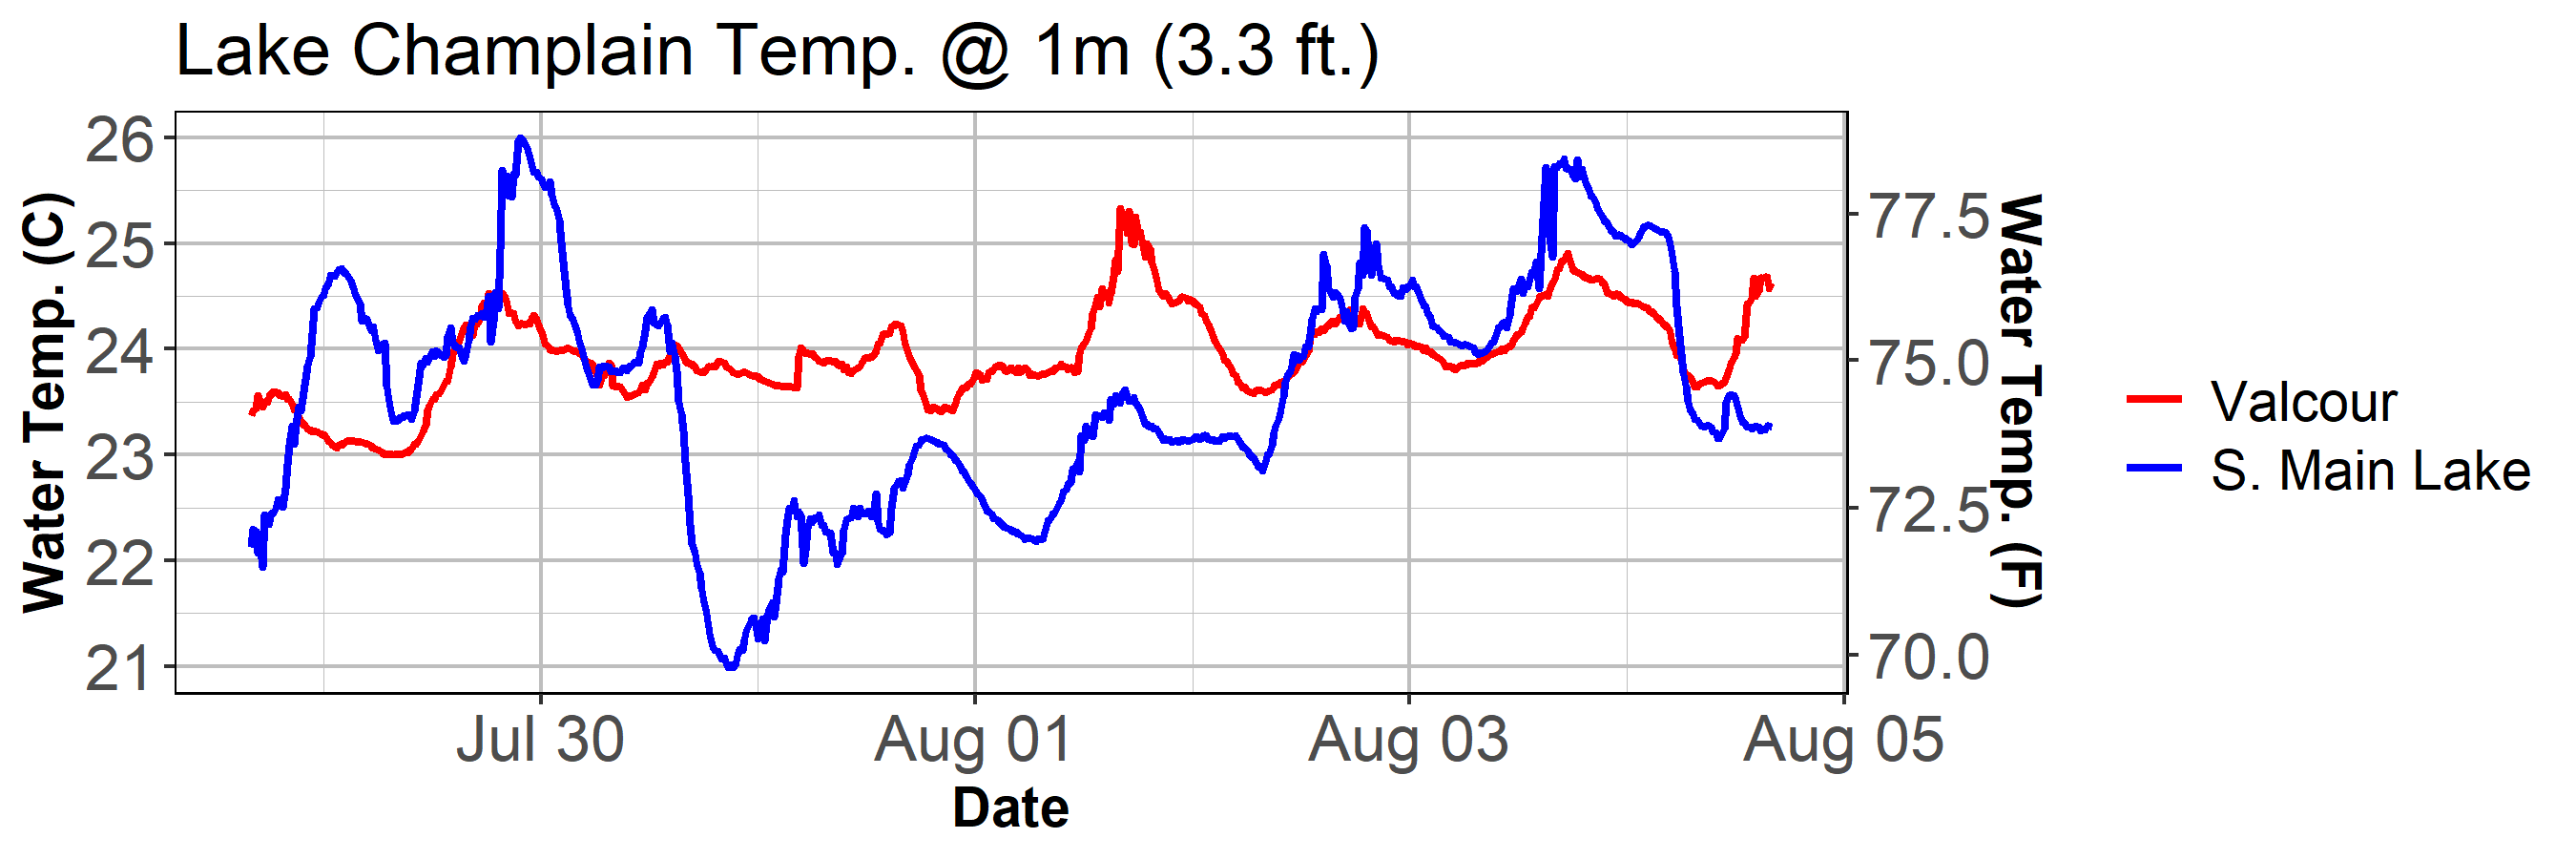 Lake Champlain Temp. @ 1m (3.3 ft.)
Water Temp. (C)
26
25
24
23
22
21
77.5
75.0
72.5
70.0
Water Temp. (F)
Jul 30
Aug 01
Aug 03
Aug 05
Date
Valcour
S. Main Lake